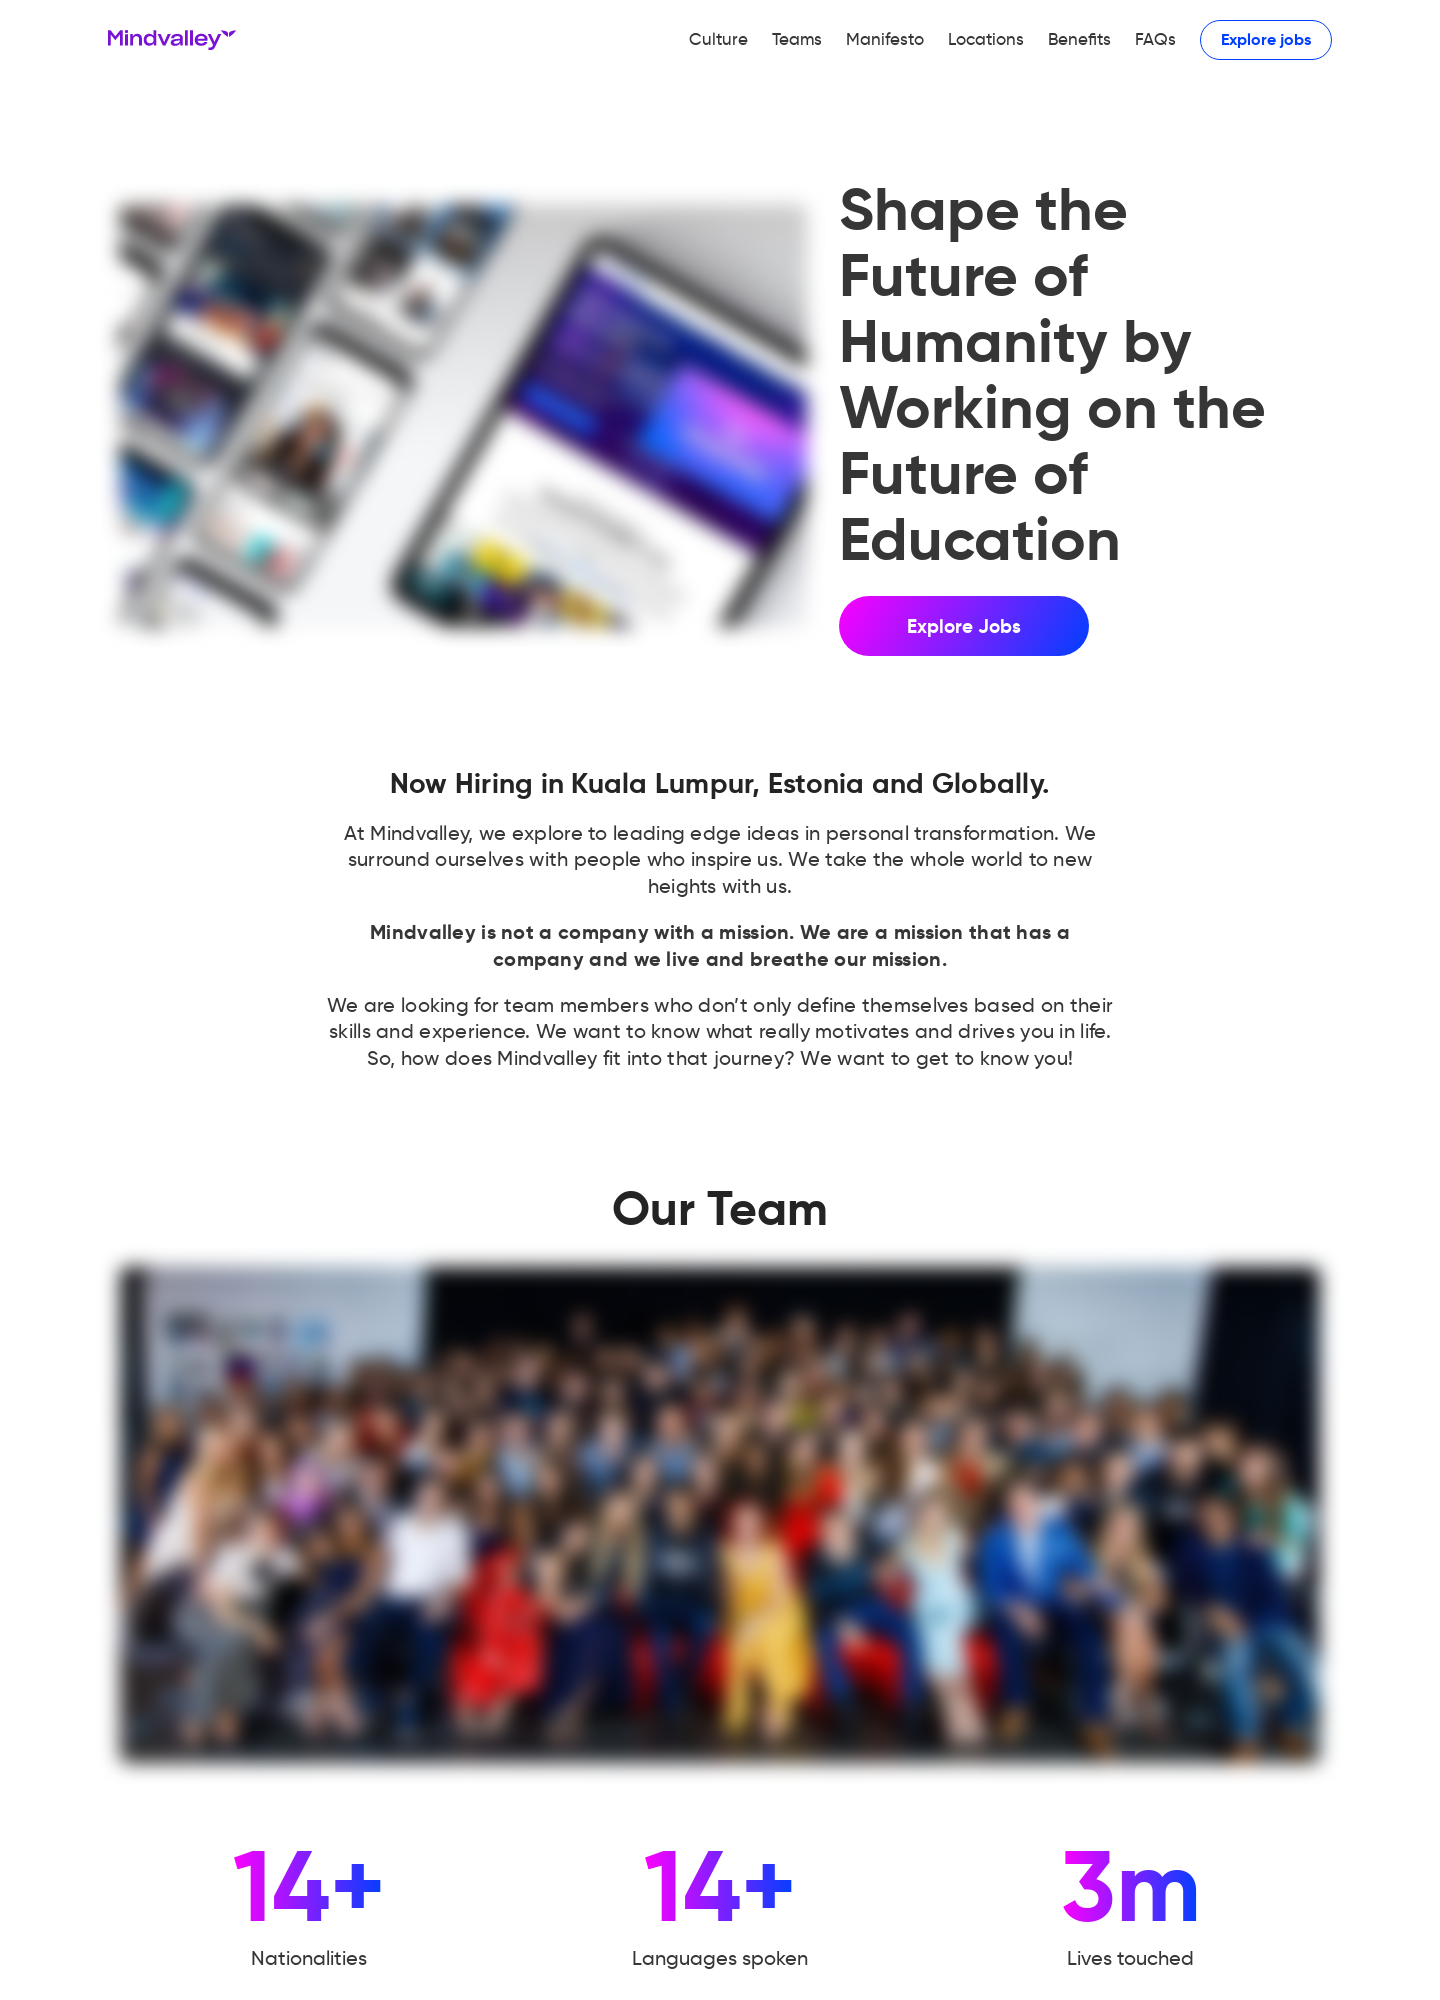 Mindvalley
Culture Teams Manifesto Locations Benefits FAQs Explore jobs
Shape the
Future of
Humanity by
Working on the
Future of
Education
Explore Jobs
Now Hiring in Kuala Lumpur, Estonia and Globally.
At Mindvalley, we explore to leading edge ideas in personal transformation. We
surround ourselves with people who inspire us. We take the whole world to new
heights with us.
Mindvalley is not a company with a mission. We are a mission that has a
company and we live and breathe our mission.
We are looking for team members who don’t only define themselves based on their
skills and experience. We want to know what really motivates and drives you in life.
So, how does Mindvalley fit into that journey? We want to get to know you!
Our Team
14+ 14+ 3m
Nationalities Languages spoken Lives touched